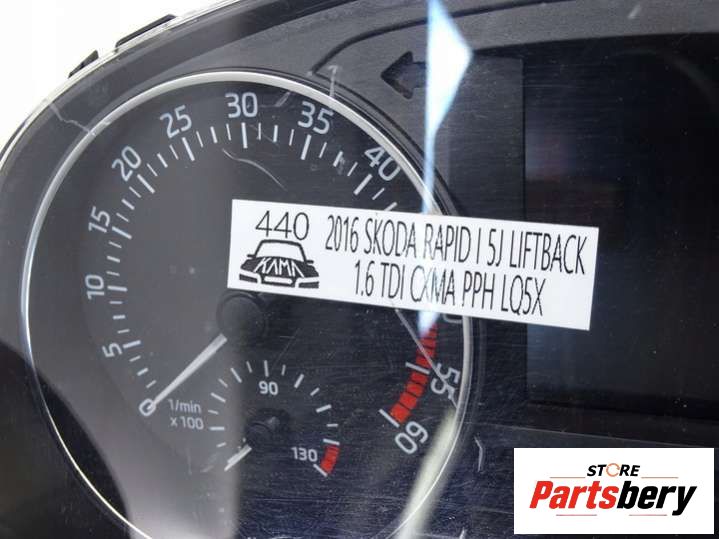 5
10
15
20
25
30
35
40
55
60
1/min
x 100
90
130
440
KAMA
2016 SKODA RAPID I 5J LIFTBACK
1.6 TDI CXMA PPH LQ5X
STORE
Partsbery